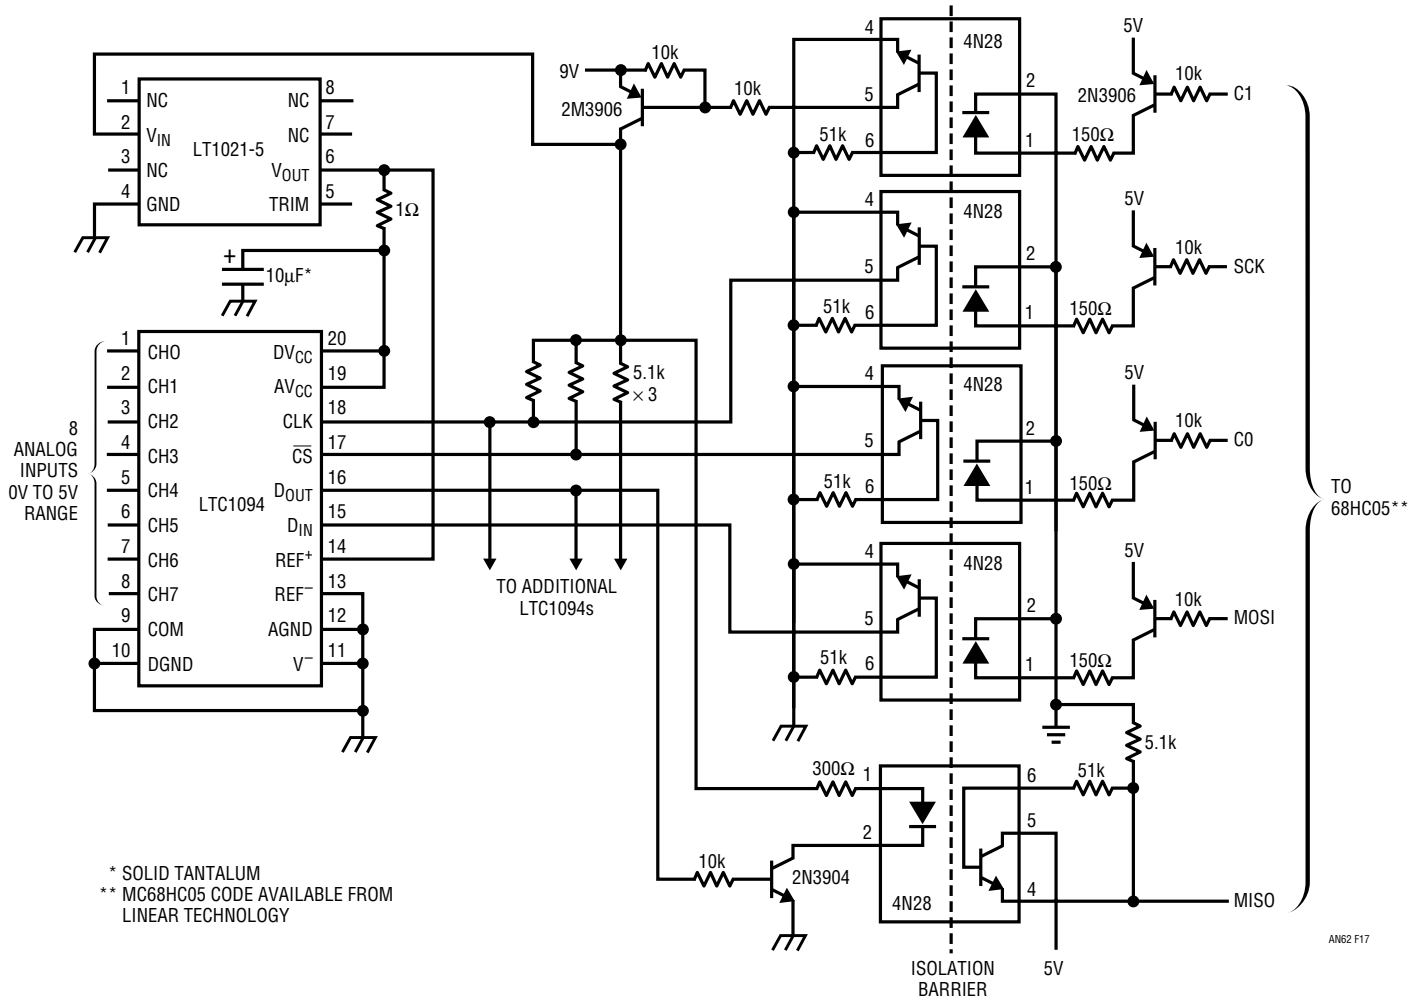 4
4N28
5V
9V
10k
10k
2
10k
C1
2M3906
5
2N3906
1
NC
8
NC
2
VIN
7
NC
LT1021-5
51k
6
1
150Ω
3
NC
6
VOUT
4
GND
5
TRIM
1Ω
4
4N28
5V
2
10k
SCK
5
+
10µF*
51k
6
1
150Ω
1
CH0
20
DVCC
5.1k
× 3
4
4N28
5V
2
CH1
19
AVCC
3
CH2
18
CLK
8
ANALOG
INPUTS
0V TO 5V
RANGE
4
CH3
17
CS
5
2
10k
C0
5
CH4
16
DOUT
51k
6
1
150Ω
LTC1094
TO
68HC05**
6
CH5
15
DIN
7
CH6
14
REF+
4
4N28
5V
8
CH7
13
REF–
TO ADDITIONAL
LTC1094s
9
COM
12
AGND
5
2
10k
MOSI
10
DGND
11
V–
51k
6
1
150Ω
5.1k
300Ω
1
6
51k
2
5
10k
2N3904
4
MISO
4N28
* SOLID TANTALUM
** MC68HC05 CODE AVAILABLE FROM
LINEAR TECHNOLOGY
ISOLATION
BARRIER
5V
AN62 F17